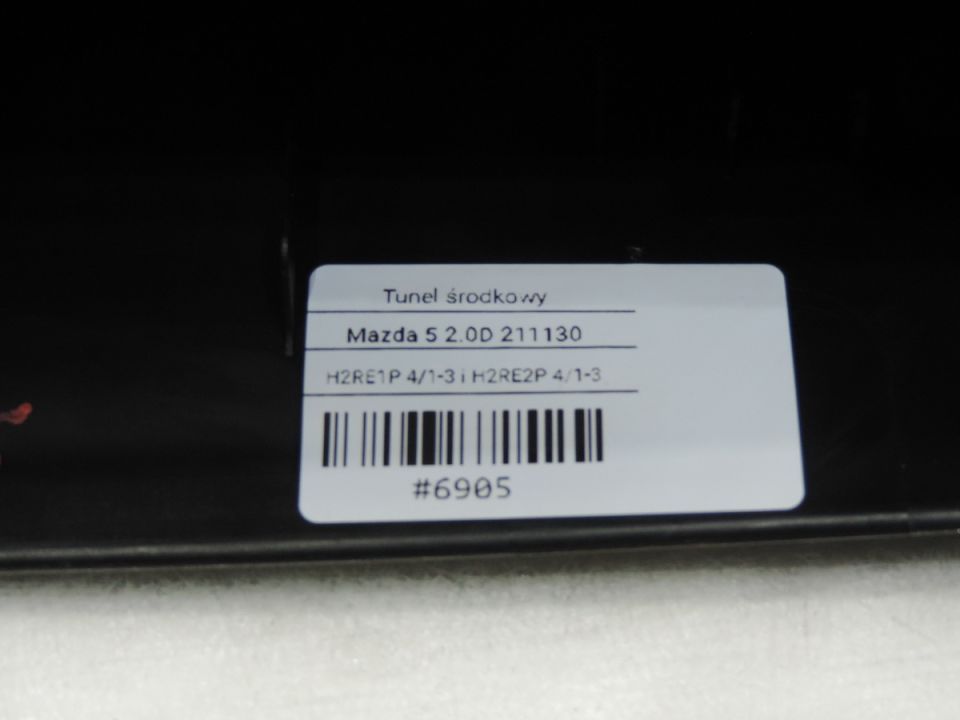 Tunel środkowy
Mazda 5 2.0D 211130
H2RE1P 4/1-3 i H2RE2P 4/1-3
#6905